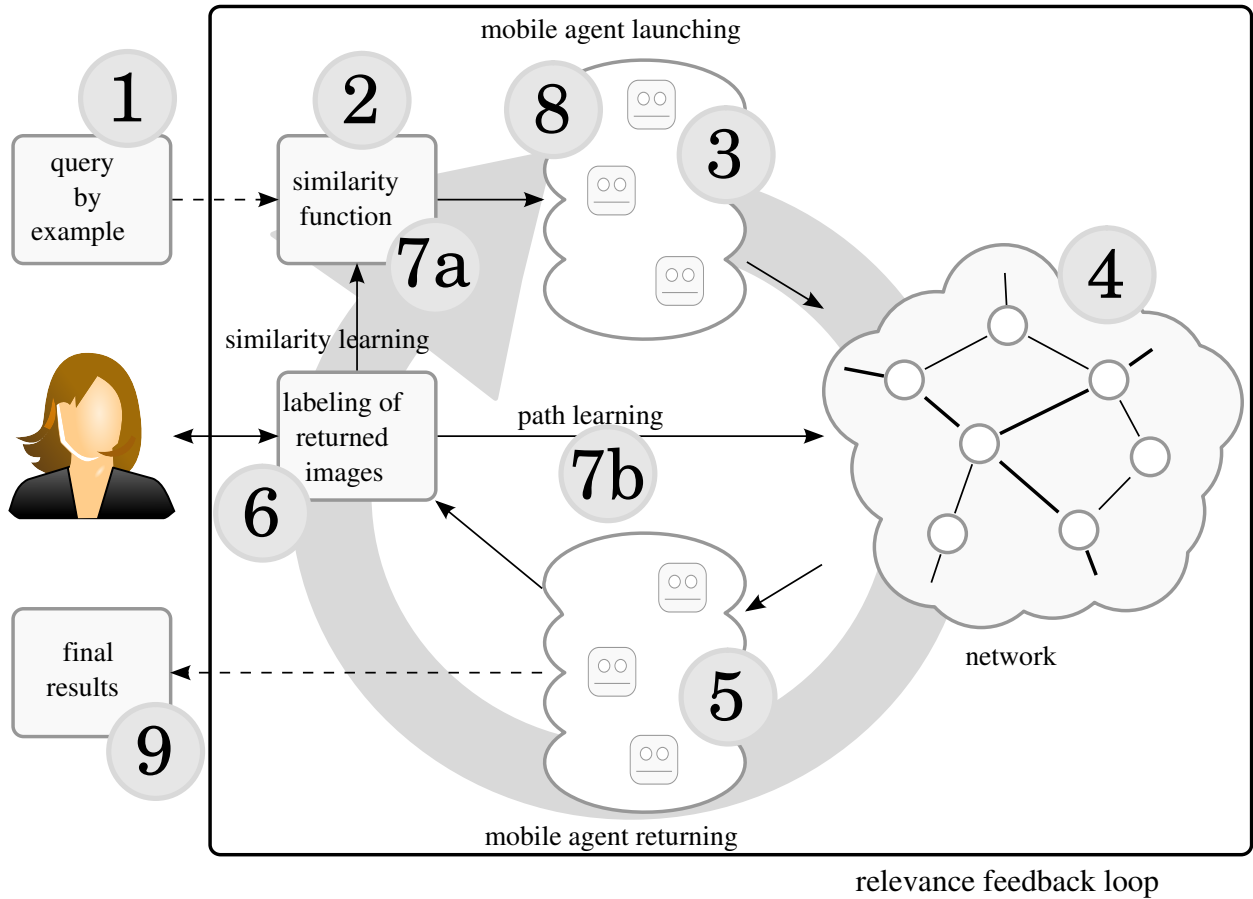 mobile agent launching
1
2
8
3
query
by
example
similarity
function
7a
4
similarity learning
labeling of
returned
images
path learning
7b
6
final
results
5
network
9
mobile agent returning
relevance feedback loop